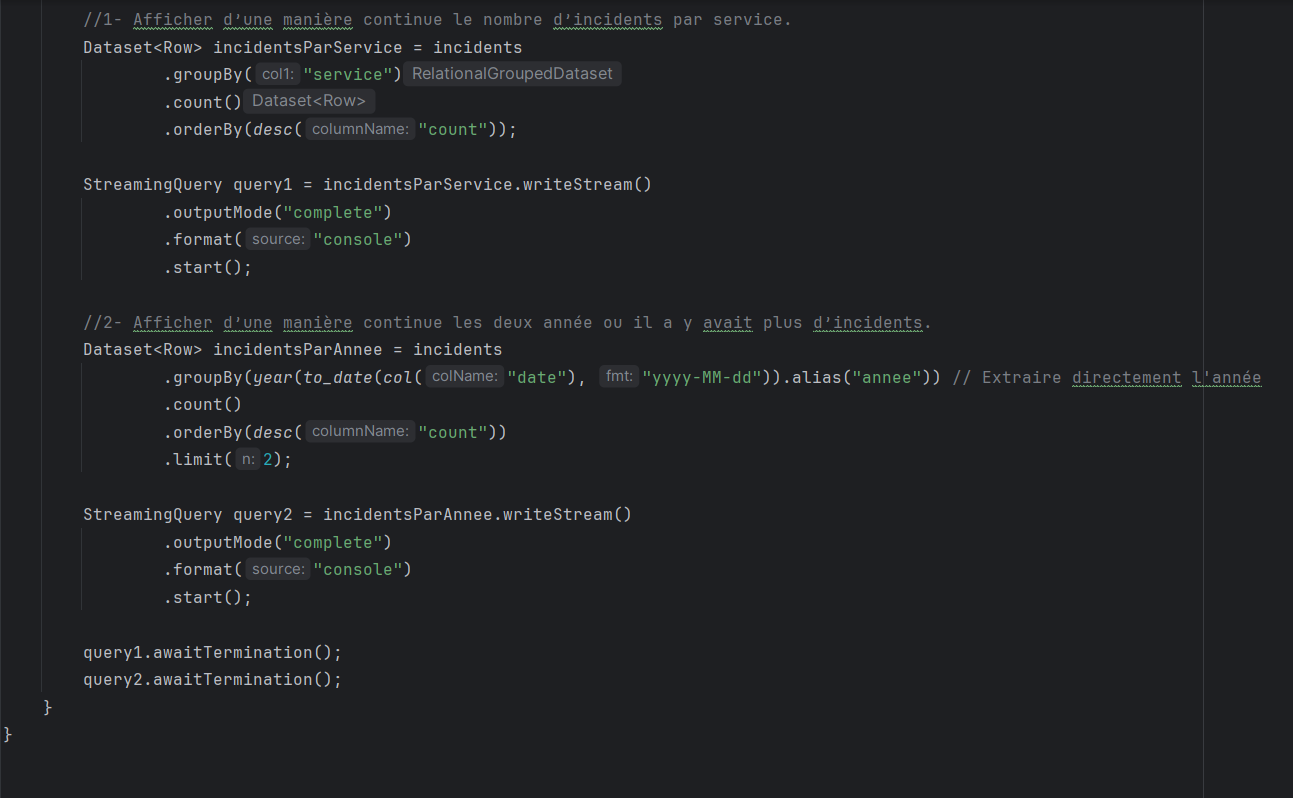 //1- Afficher d'une manière continue le nombre d'incidents par service.
Dataset<Row> incidentsParService = incidents
.groupBy( col1: "service") RelationalGroupedDataset
.count() Dataset<Row>
.orderBy(desc( columnName: "count"));
StreamingQuery query1 = incidentsParService.writeStream()
.outputMode("complete")
.format( source: "console")
.start();
//2- Afficher d'une manière continue les deux année ou il a y avait plus d'incidents.
Dataset<Row> incidentsParAnnee = incidents
.groupBy(year(to_date(col( colName: "date"), fmt: "yyyy-MM-dd")).alias("annee")) // Extraire directement l'année
.count()
.orderBy(desc( columnName: "count"))
.limit( n: 2);
StreamingQuery query2 = incidentsParAnnee.writeStream()
.outputMode("complete")
.format( source: "console")
.start();
query1.awaitTermination();
query2.awaitTermination();
}
}